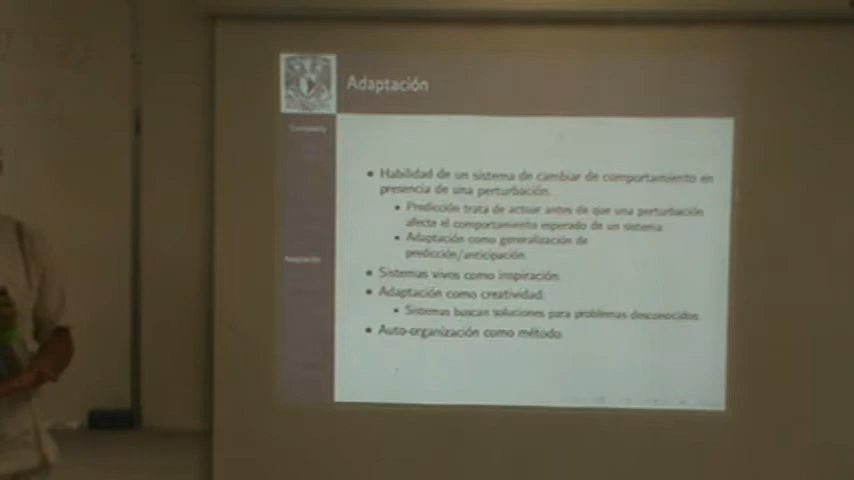 Adaptación
Adaptación
• Habilidad de un sistema de cambiar de comportamiento en
presencia de una perturbación.
• Predicción trata de actuar antes de que una perturbación
afecte el comportamiento esperado de un sistema.
• Adaptación como generalización de
predicción/anticipación.
• Sistemas vivos como inspiración.
• Adaptación como creatividad.
• Sistemas buscan soluciones para problemas desconocidos.
• Auto-organización como método.